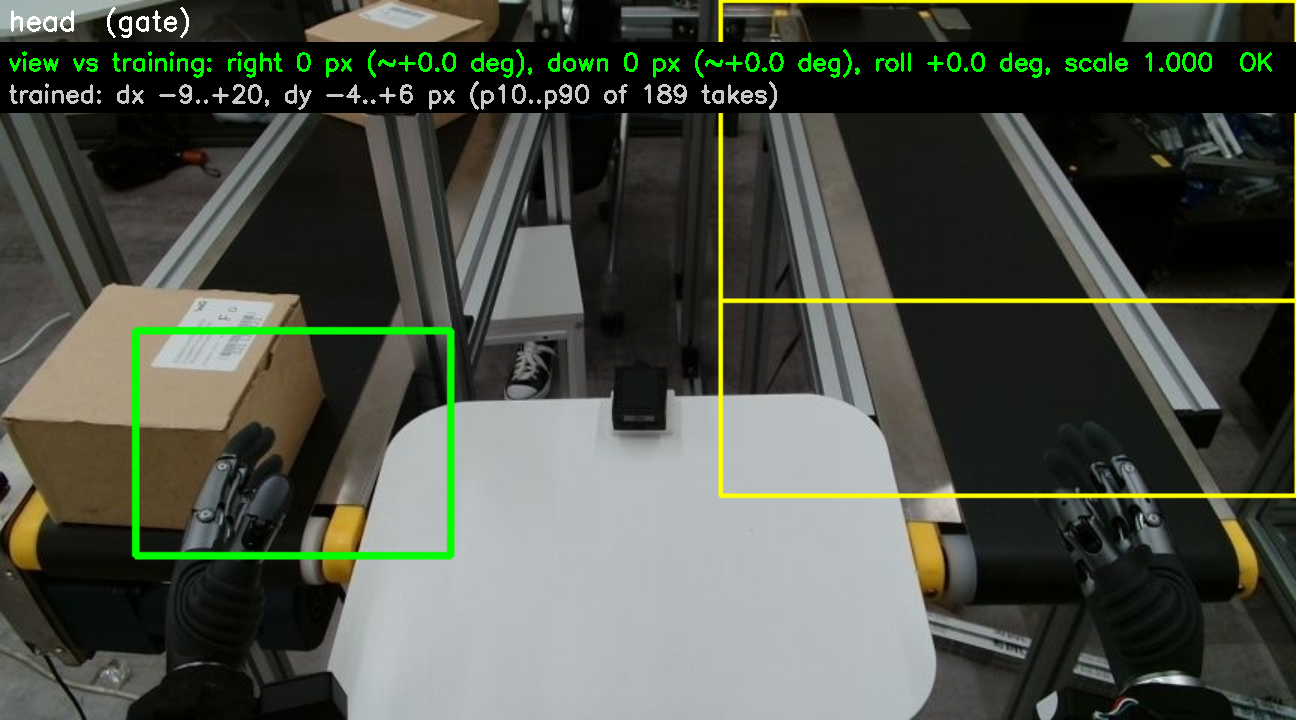 head (gate)
view vs training: right 0 px (~+0.0 deg), down 0 px (~+0.0 deg), roll +0.0 deg, scale 1.000 OK
trained: dx −9..+20, dy −4..+6 px (p10..p90 of 189 takes)